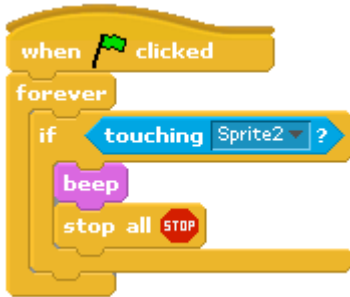 when clicked
forever
if touching Sprite2 ?
beep
stop all STOP